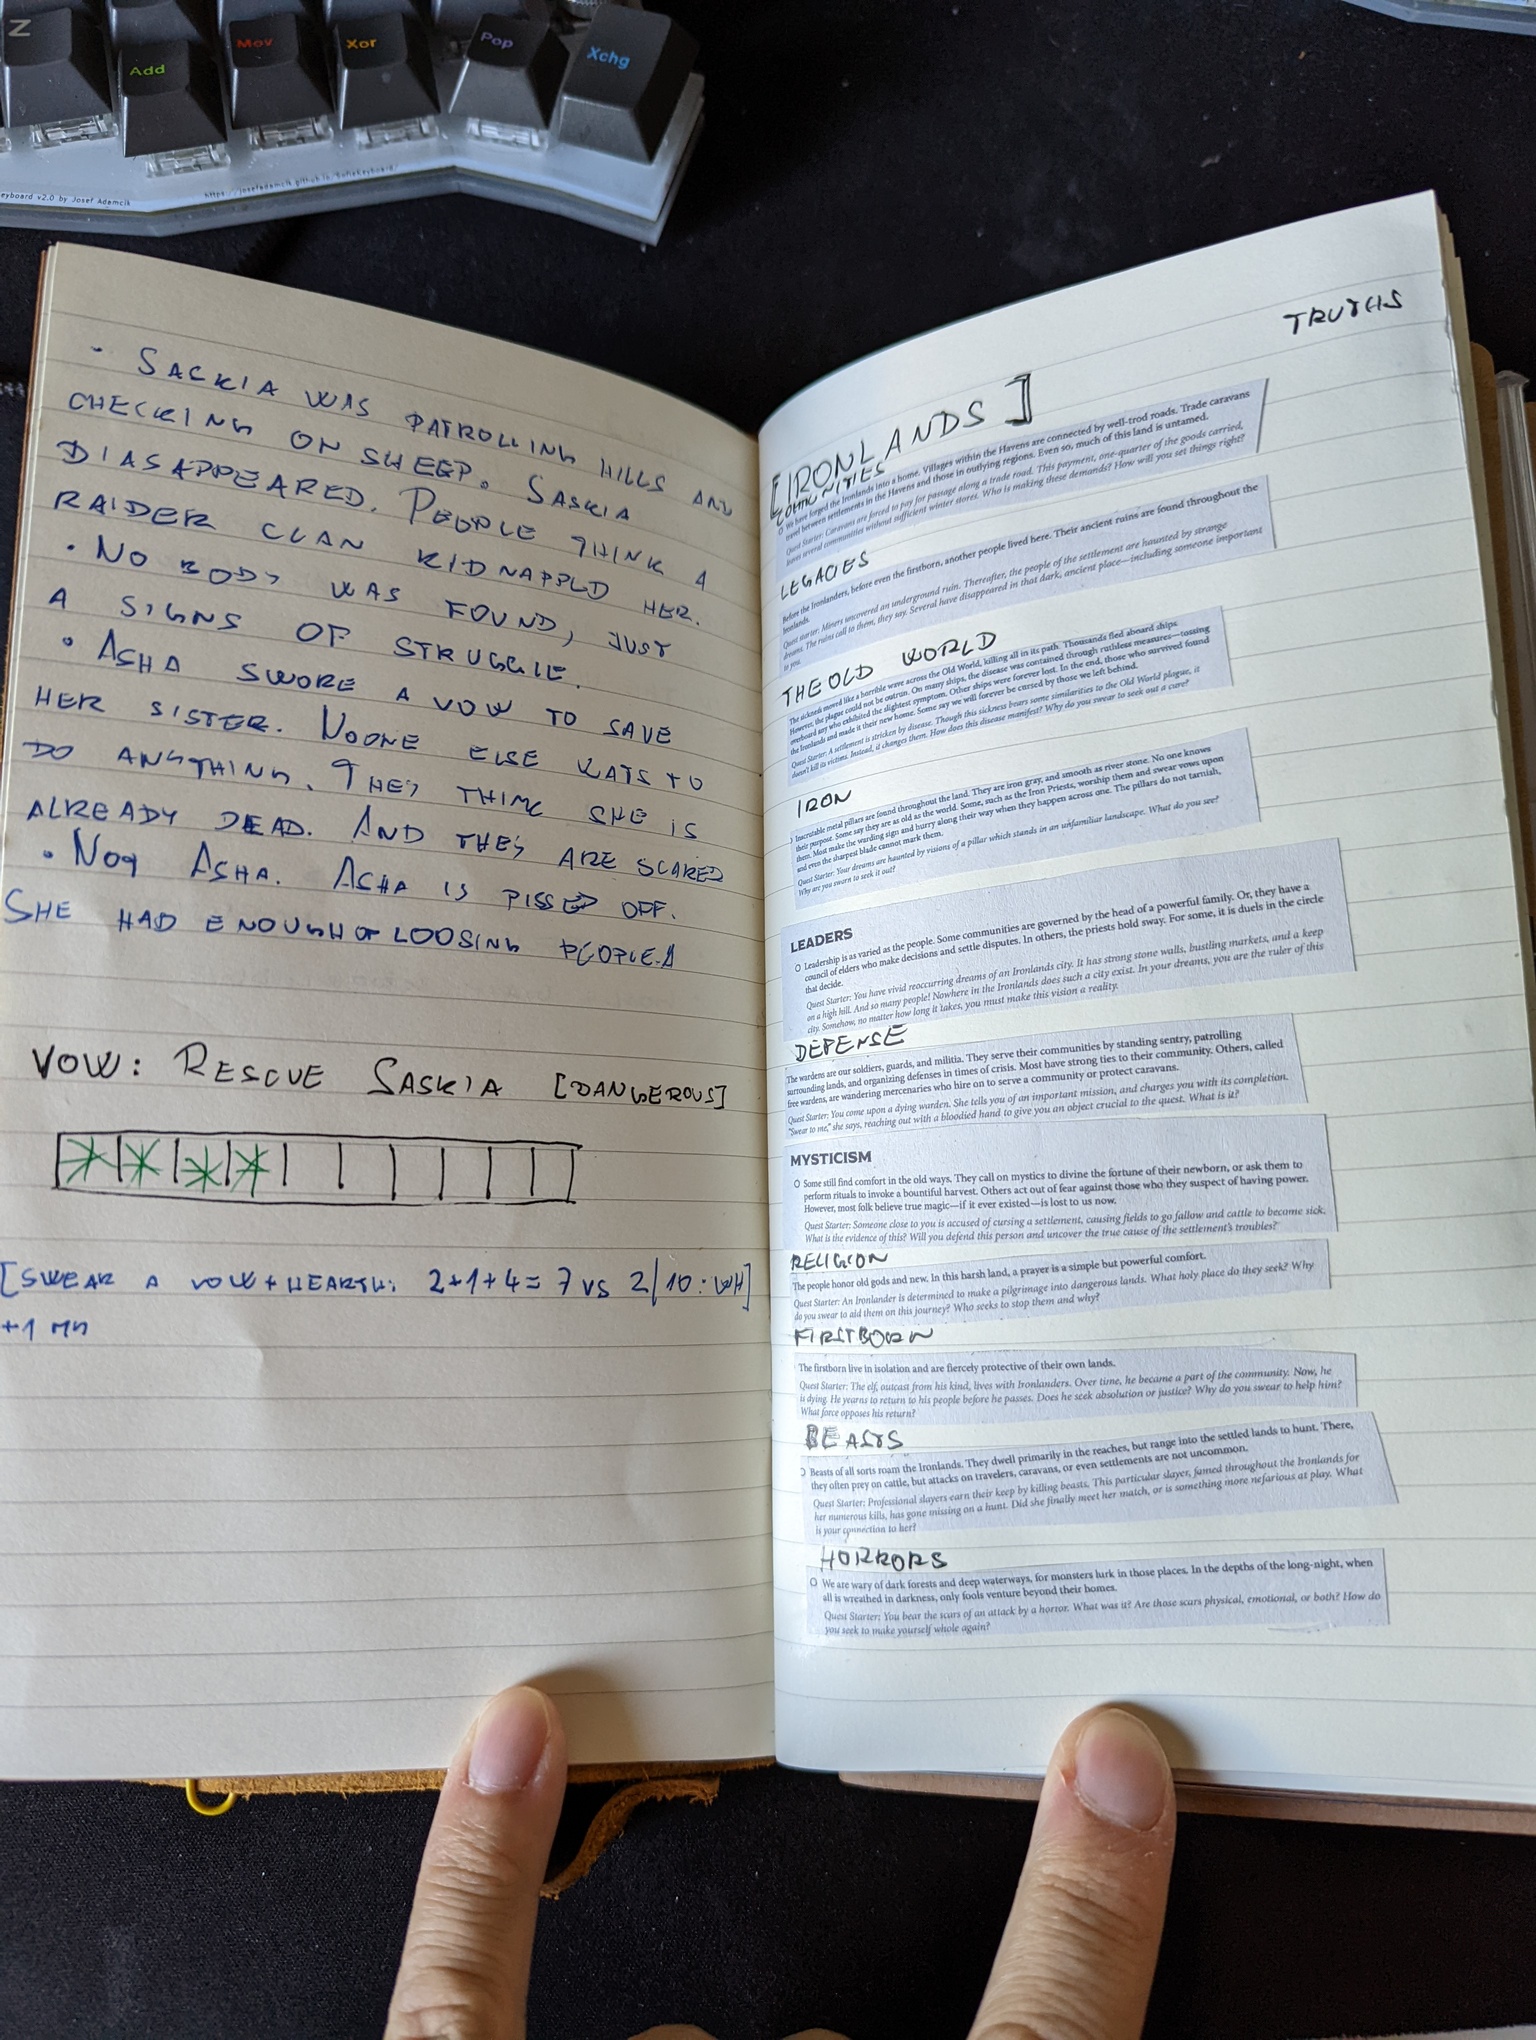 Z
Add
Mov
Xor
Pop
Xchg
eyboard v2.0 by Josef Adamcik
https://josefadamcik.github.io/SofleKeyboard/
· SACKIA WAS PATROLLING HILLS AND
CHECKING ON SHEEP. SASKIA
DIASAPPEARED. PEOPLE THINK A
RAIDER CLAN KIDNAPPED HER.
· NO BODY WAS FOUND, JUST
A SIGNS OF STRUGGLE.
· ASHA SWORE A VOW TO SAVE
HER SISTER. NOONE ELSE WATS TO
DO ANYTHING. THEY THINK SHE IS
ALREADY DEAD. AND THEY ARE SCARED
· NOQ ASHA. ASHA IS PISSED OFF.
SHE HAD ENOUGH OF LOOSING PEOPLE.
VOW: RESCUE SASKIA [DANGEROUS]
[SWEAR A VOW + HEARTH: 2+1+4 = 7 VS 2/10 : WH]
+1 MN
TRUTHS
[IRONLANDS]
COMMUNITIES
We have forged the Ironlands into a home. Villages within the Havens are connected by well-trod roads. Trade caravans
travel between settlements in the Havens and those in outlying regions. Even so, much of this land is untamed.
Quest Starter: Caravans are forced to pay for passage along a trade road. This payment, one-quarter of the goods carried,
leaves several communities without sufficient winter stores. Who is making these demands? How will you set things right?
LEGACIES
Before the Ironlanders, before even the firstborn, another people lived here. Their ancient ruins are found throughout the
Ironlands.
Quest starter: Miners uncovered an underground ruin. Thereafter, the people of the settlement are haunted by strange
dreams. The ruins call to them, they say. Several have disappeared in that dark, ancient place—including someone important
to you.
THE OLD WORLD
The sickness moved like a horrible wave across the Old World, killing all in its path. Thousands fled aboard ships.
However, the plague could not be outrun. On many ships, the disease was contained through ruthless measures—tossing
overboard any who exhibited the slightest symptom. Other ships were forever lost. In the end, those who survived found
the Ironlands and made it their new home. Some say we will forever be cursed by those we left behind.
Quest Starter: A settlement is stricken by disease. Though this sickness bears some similarities to the Old World plague, it
doesn't kill its victims. Instead, it changes them. How does this disease manifest? Why do you swear to seek out a cure?
IRON
Inscrutable metal pillars are found throughout the land. They are iron gray, and smooth as river stone. No one knows
their purpose. Some say they are as old as the world. Some, such as the Iron Priests, worship them and swear vows upon
them. Most make the warding sign and hurry along their way when they happen across one. The pillars do not tarnish,
and even the sharpest blade cannot mark them.
Quest Starter: Your dreams are haunted by visions of a pillar which stands in an unfamiliar landscape. What do you see?
Why are you sworn to seek it out?
LEADERS
Leadership is as varied as the people. Some communities are governed by the head of a powerful family. Or, they have a
council of elders who make decisions and settle disputes. In others, the priests hold sway. For some, it is duels in the circle
that decide.
Quest Starter: You have vivid reoccurring dreams of an Ironlands city. It has strong stone walls, bustling markets, and a keep
on a high hill. And so many people! Nowhere in the Ironlands does such a city exist. In your dreams, you are the ruler of this
city. Somehow, no matter how long it takes, you must make this vision a reality.
DEFENSE
The wardens are our soldiers, guards, and militia. They serve their communities by standing sentry, patrolling
surrounding lands, and organizing defenses in times of crisis. Most have strong ties to their community. Others, called
free wardens, are wandering mercenaries who hire on to serve a community or protect caravans.
Quest Starter: You come upon a dying warden. She tells you of an important mission, and charges you with its completion.
"Swear to me," she says, reaching out with a bloodied hand to give you an object crucial to the quest. What is it?
MYSTICISM
Some still find comfort in the old ways. They call on mystics to divine the fortune of their newborn, or ask them to
perform rituals to invoke a bountiful harvest. Others act out of fear against those who they suspect of having power.
However, most folk believe true magic—if it ever existed—is lost to us now.
Quest Starter: Someone close to you is accused of cursing a settlement, causing fields to go fallow and cattle to become sick.
What is the evidence of this? Will you defend this person and uncover the true cause of the settlement's troubles?
RELIGION
The people honor old gods and new. In this harsh land, a prayer is a simple but powerful comfort.
Quest Starter: An Ironlander is determined to make a pilgrimage into dangerous lands. What holy place do they seek? Why
do you swear to aid them on this journey? Who seeks to stop them and why?
FIRSTBORN
The firstborn live in isolation and are fiercely protective of their own lands.
Quest Starter: The elf, outcast from his kind, lives with Ironlanders. Over time, he became a part of the community. Now, he
is dying. He yearns to return to his people before he passes. Does he seek absolution or justice? Why do you swear to help him?
What force opposes his return?
BEASTS
Beasts of all sorts roam the Ironlands. They dwell primarily in the reaches, but range into the settled lands to hunt. There,
they often prey on cattle, but attacks on travelers, caravans, or even settlements are not uncommon.
Quest Starter: Professional slayers earn their keep by killing beasts. This particular slayer, famed throughout the Ironlands for
her numerous kills, has gone missing on a hunt. Did she finally meet her match, or is something more nefarious at play. What
is your connection to her?
HORRORS
We are wary of dark forests and deep waterways, for monsters lurk in those places. In the depths of the long-night, when
all is wreathed in darkness, only fools venture beyond their homes.
Quest Starter: You bear the scars of an attack by a horror. What was it? Are those scars physical, emotional, or both? How do
you seek to make yourself whole again?